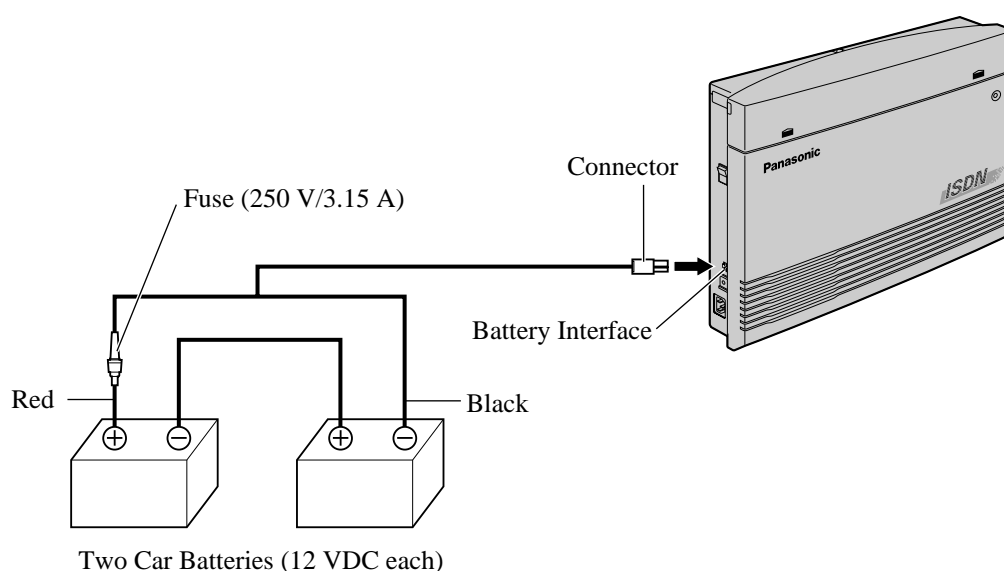 Connector
Panasonic
ISDN
Fuse (250 V/3.15 A)
Battery Interface
Red
Black
Two Car Batteries (12 VDC each)